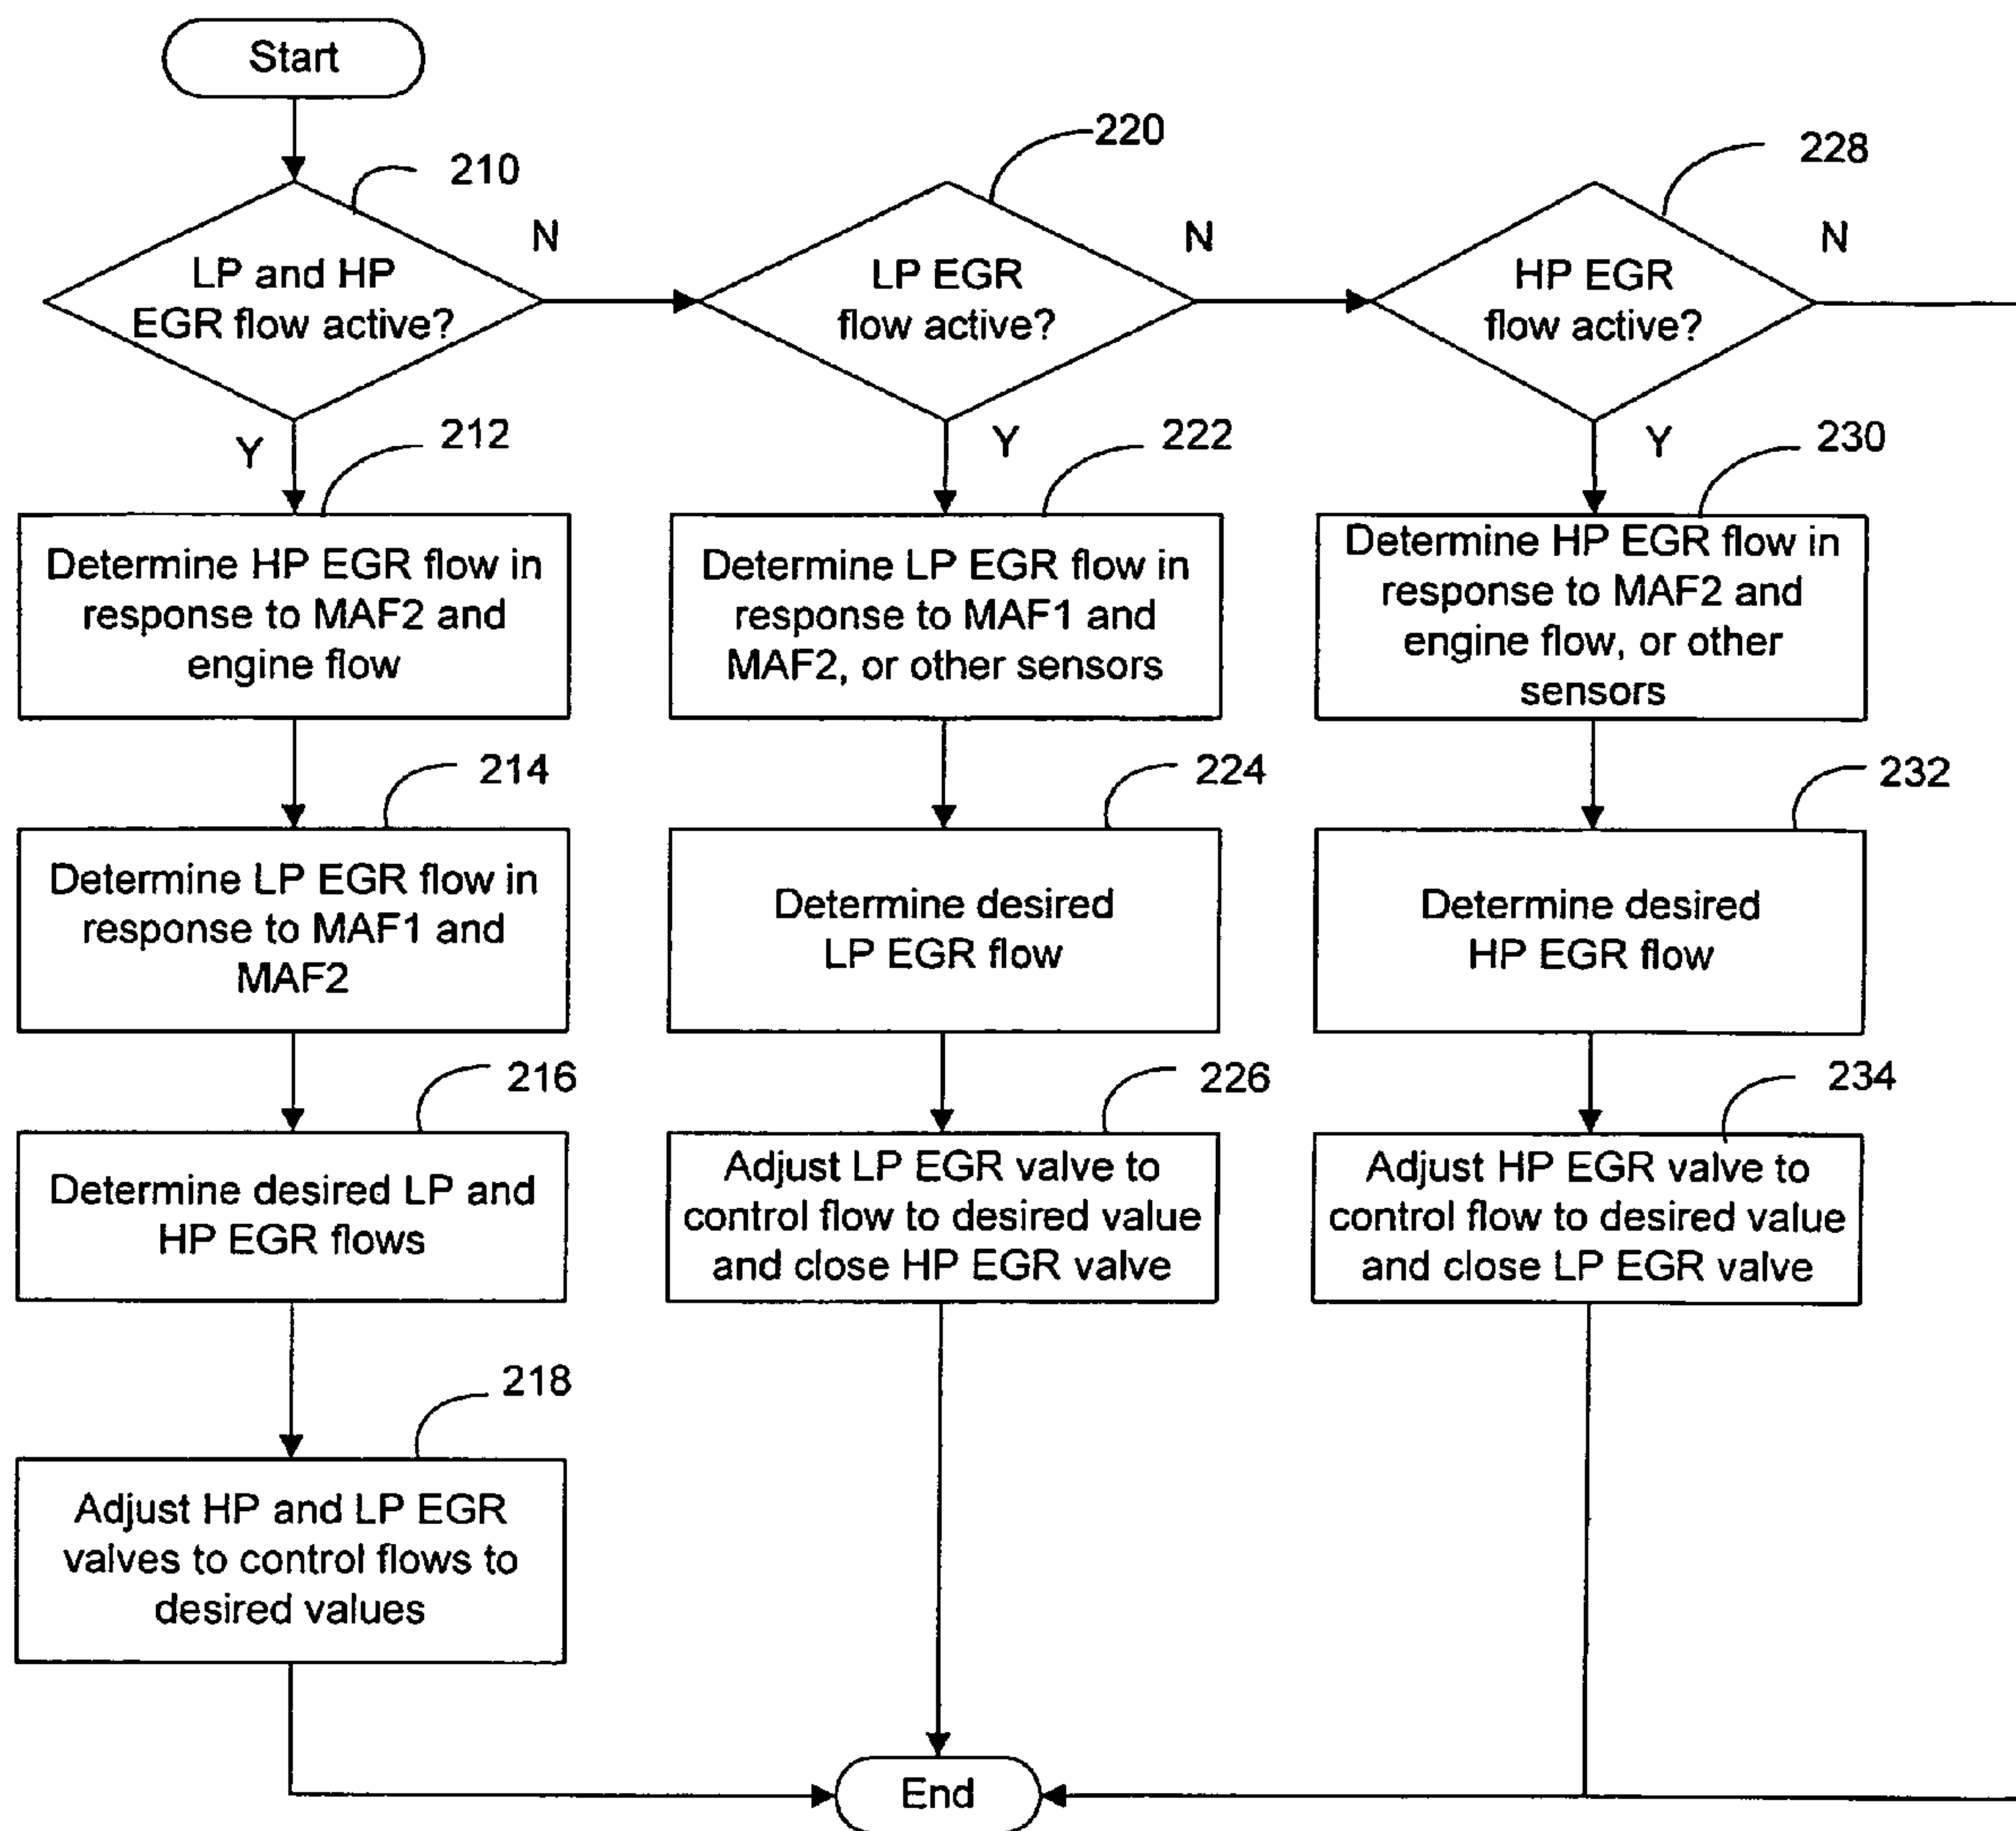 Start
210
LP and HP
EGR flow active?
N
Y
220
LP EGR
flow active?
N
Y
228
HP EGR
flow active?
N
Y
212
Determine HP EGR flow in
response to MAF2 and
engine flow
214
Determine LP EGR flow in
response to MAF1 and
MAF2
216
Determine desired LP and
HP EGR flows
218
Adjust HP and LP EGR
valves to control flows to
desired values
222
Determine LP EGR flow in
response to MAF1 and
MAF2, or other sensors
224
Determine desired
LP EGR flow
226
Adjust LP EGR valve to
control flow to desired value
and close HP EGR valve
230
Determine HP EGR flow in
response to MAF2 and
engine flow, or other
sensors
232
Determine desired
HP EGR flow
234
Adjust HP EGR valve to
control flow to desired value
and close LP EGR valve
End